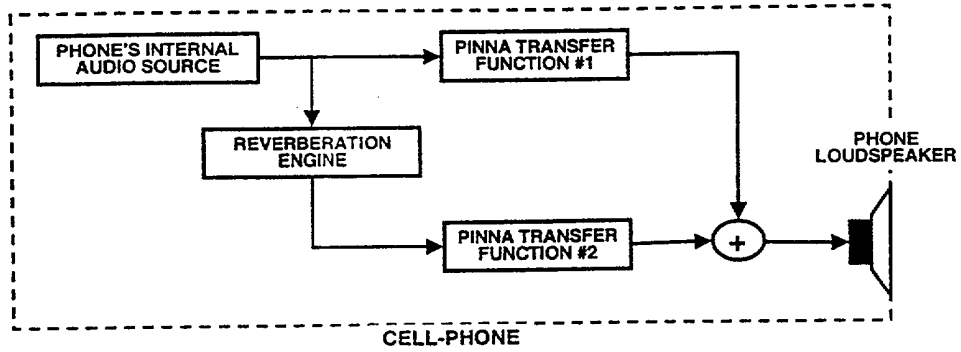 PHONE'S INTERNAL
AUDIO SOURCE
PINNA TRANSFER
FUNCTION #1
REVERBERATION
ENGINE
PHONE
LOUDSPEAKER
PINNA TRANSFER
FUNCTION #2
+
CELL-PHONE